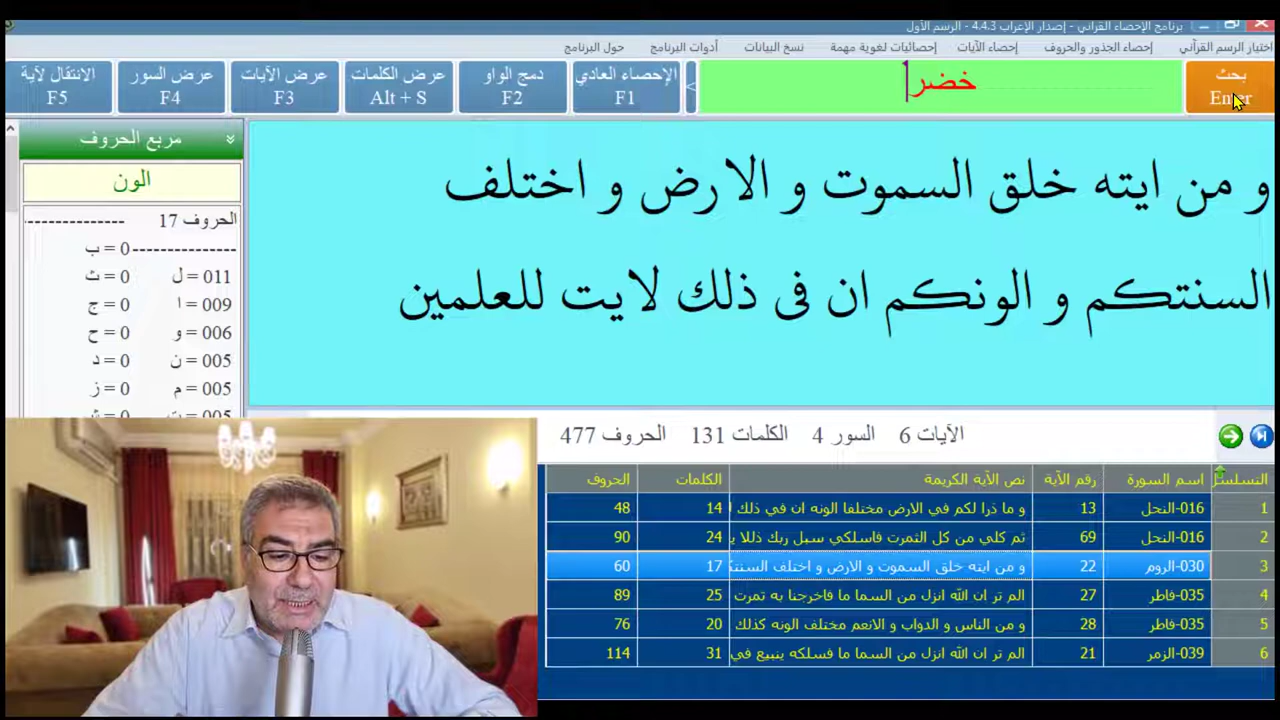 برنامج الإحصاء القرآني - إصدار الإعراب 4.4.3 - الرسم الأول
اختيار الرسم القرآني إحصاء الجذور والحروف إحصاء الآيات إحصائيات لغوية مهمة نسخ البيانات أدوات البرنامج حول البرنامج
بحث
Enter
خضر
>
الإحصاء العادي
F1
دمج الواو
F2
عرض الكلمات
Alt + S
عرض الآيات
F3
عرض السور
F4
الانتقال لآية
F5
و من ايته خلق السموت و الارض و اختلف
السنتكم و الونكم ان فى ذلك لايت للعلمين
مربع الحروف
الون
الحروف 17 --------------
---------------
ل = 011 ب = 0
ا = 009 ث = 0
و = 006 ج = 0
ن = 005 ح = 0
م = 005 د = 0
ت = 005 ز = 0
الآيات 6 السور 4 الكلمات 131 الحروف 477
التسلسل اسم السورة رقم الآية نص الآية الكريمة الكلمات الحروف
1 016-النحل 13 و ما ذرا لكم في الارض مختلفا الونه ان في ذلك ا 14 48
2 016-النحل 69 ثم كلي من كل الثمرت فاسلكي سبل ربك ذللا ي 24 90
3 030-الروم 22 و من ايته خلق السموت و الارض و اختلف السنت 17 60
4 035-فاطر 27 الم تر ان الله انزل من السما ما فاخرجنا به ثمرت 25 89
5 035-فاطر 28 و من الناس و الدواب و الانعم مختلف الونه كذلك 20 76
6 039-الزمر 21 الم تر ان الله انزل من السما ما فسلكه ينبيع في 31 114